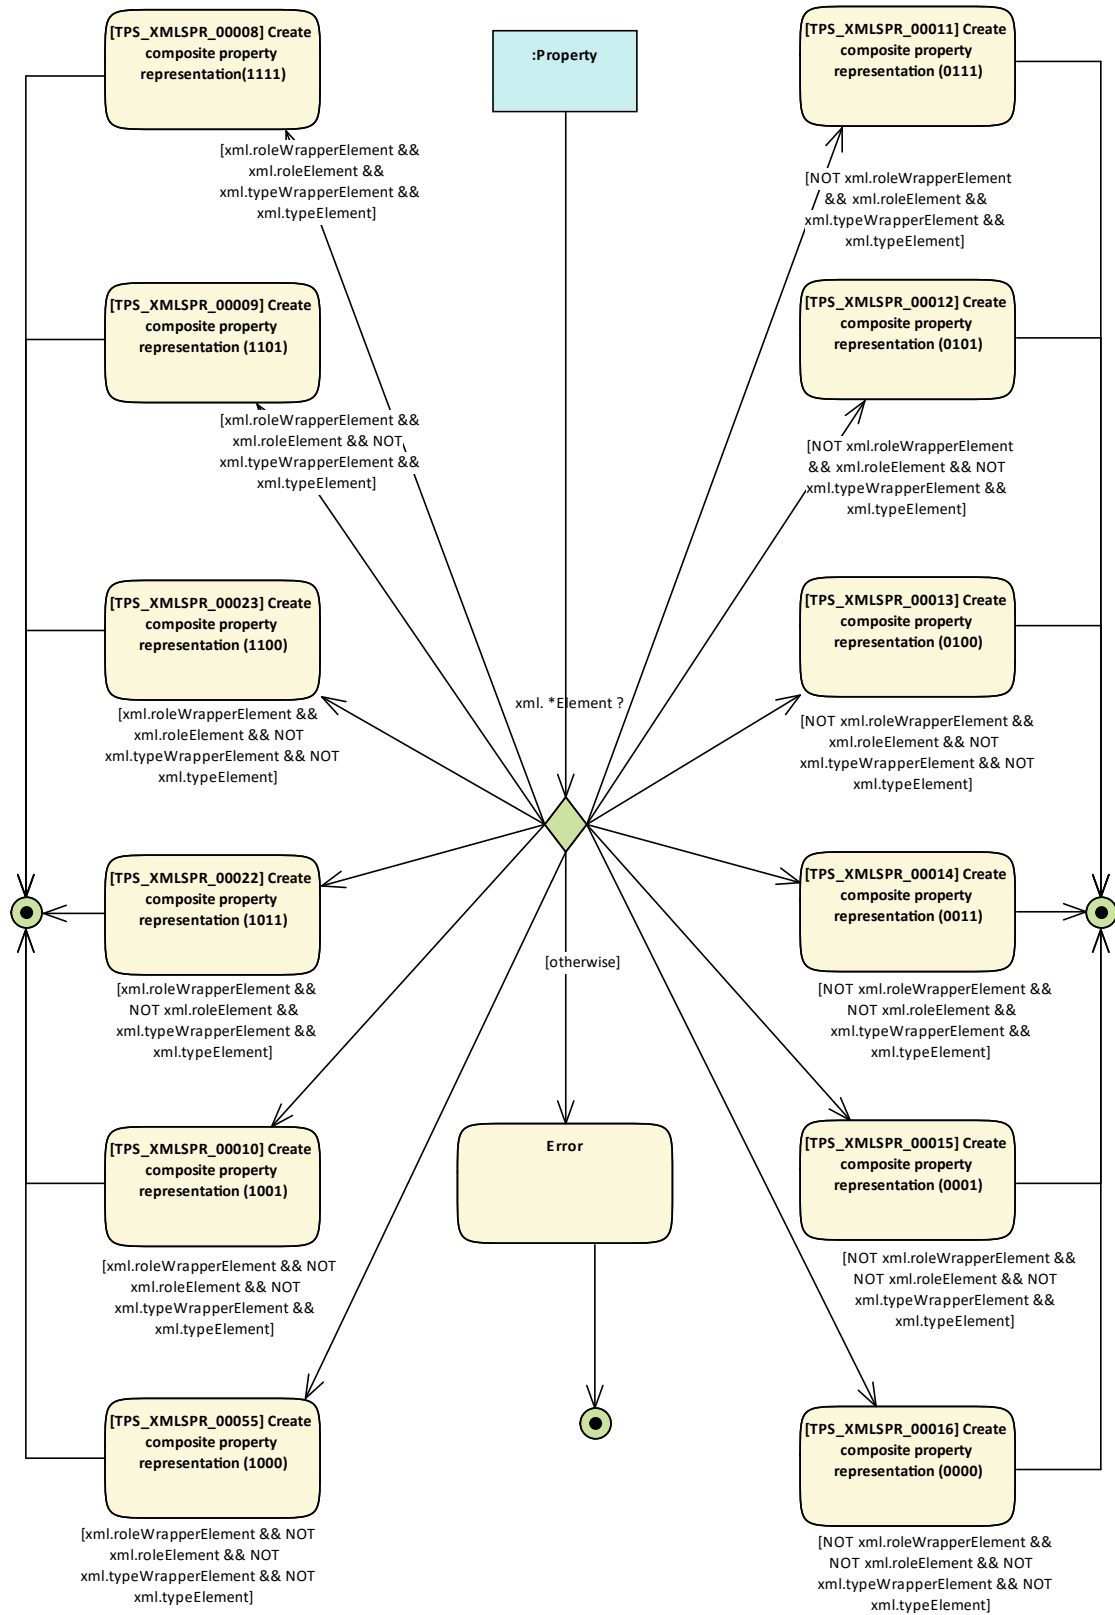 [TPS_XMLSPR_00008] Create
composite property
representation(1111)
[xml.roleWrapperElement &&
xml.roleElement &&
xml.typeWrapperElement &&
xml.typeElement]
[TPS_XMLSPR_00009] Create
composite property
representation (1101)
[xml.roleWrapperElement &&
xml.roleElement && NOT
xml.typeWrapperElement &&
xml.typeElement]
[TPS_XMLSPR_00023] Create
composite property
representation (1100)
[xml.roleWrapperElement &&
xml.roleElement && NOT
xml.typeWrapperElement && NOT
xml.typeElement]
[TPS_XMLSPR_00022] Create
composite property
representation (1011)
[xml.roleWrapperElement &&
NOT xml.roleElement &&
xml.typeWrapperElement &&
xml.typeElement]
[TPS_XMLSPR_00010] Create
composite property
representation (1001)
[xml.roleWrapperElement && NOT
xml.roleElement && NOT
xml.typeWrapperElement &&
xml.typeElement]
[TPS_XMLSPR_00055] Create
composite property
representation (1000)
[xml.roleWrapperElement && NOT
xml.roleElement && NOT
xml.typeWrapperElement && NOT
xml.typeElement]
:Property
xml. *Element ?
[otherwise]
Error
[TPS_XMLSPR_00011] Create
composite property
representation (0111)
[NOT xml.roleWrapperElement
&& xml.roleElement &&
xml.typeWrapperElement &&
xml.typeElement]
[TPS_XMLSPR_00012] Create
composite property
representation (0101)
[NOT xml.roleWrapperElement
&& xml.roleElement && NOT
xml.typeWrapperElement &&
xml.typeElement]
[TPS_XMLSPR_00013] Create
composite property
representation (0100)
[NOT xml.roleWrapperElement &&
xml.roleElement && NOT
xml.typeWrapperElement && NOT
xml.typeElement]
[TPS_XMLSPR_00014] Create
composite property
representation (0011)
[NOT xml.roleWrapperElement &&
NOT xml.roleElement &&
xml.typeWrapperElement &&
xml.typeElement]
[TPS_XMLSPR_00015] Create
composite property
representation (0001)
[NOT xml.roleWrapperElement &&
NOT xml.roleElement && NOT
xml.typeWrapperElement &&
xml.typeElement]
[TPS_XMLSPR_00016] Create
composite property
representation (0000)
[NOT xml.roleWrapperElement &&
NOT xml.roleElement && NOT
xml.typeWrapperElement && NOT
xml.typeElement]